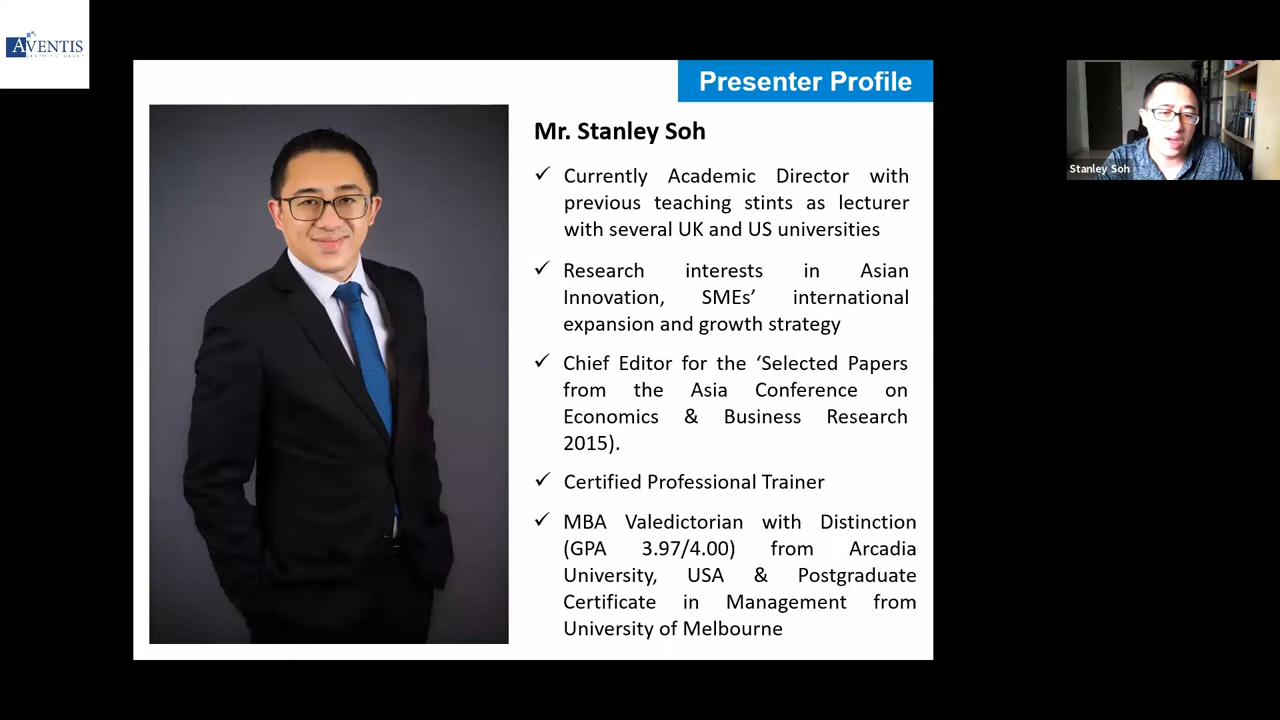 AVENTIS
Presenter Profile
Mr. Stanley Soh
✓ Currently Academic Director with
previous teaching stints as lecturer
with several UK and US universities
✓ Research interests in Asian
Innovation, SMEs’ international
expansion and growth strategy
✓ Chief Editor for the ‘Selected Papers
from the Asia Conference on
Economics & Business Research
2015).
✓ Certified Professional Trainer
✓ MBA Valedictorian with Distinction
(GPA 3.97/4.00) from Arcadia
University, USA & Postgraduate
Certificate in Management from
University of Melbourne
Stanley Soh